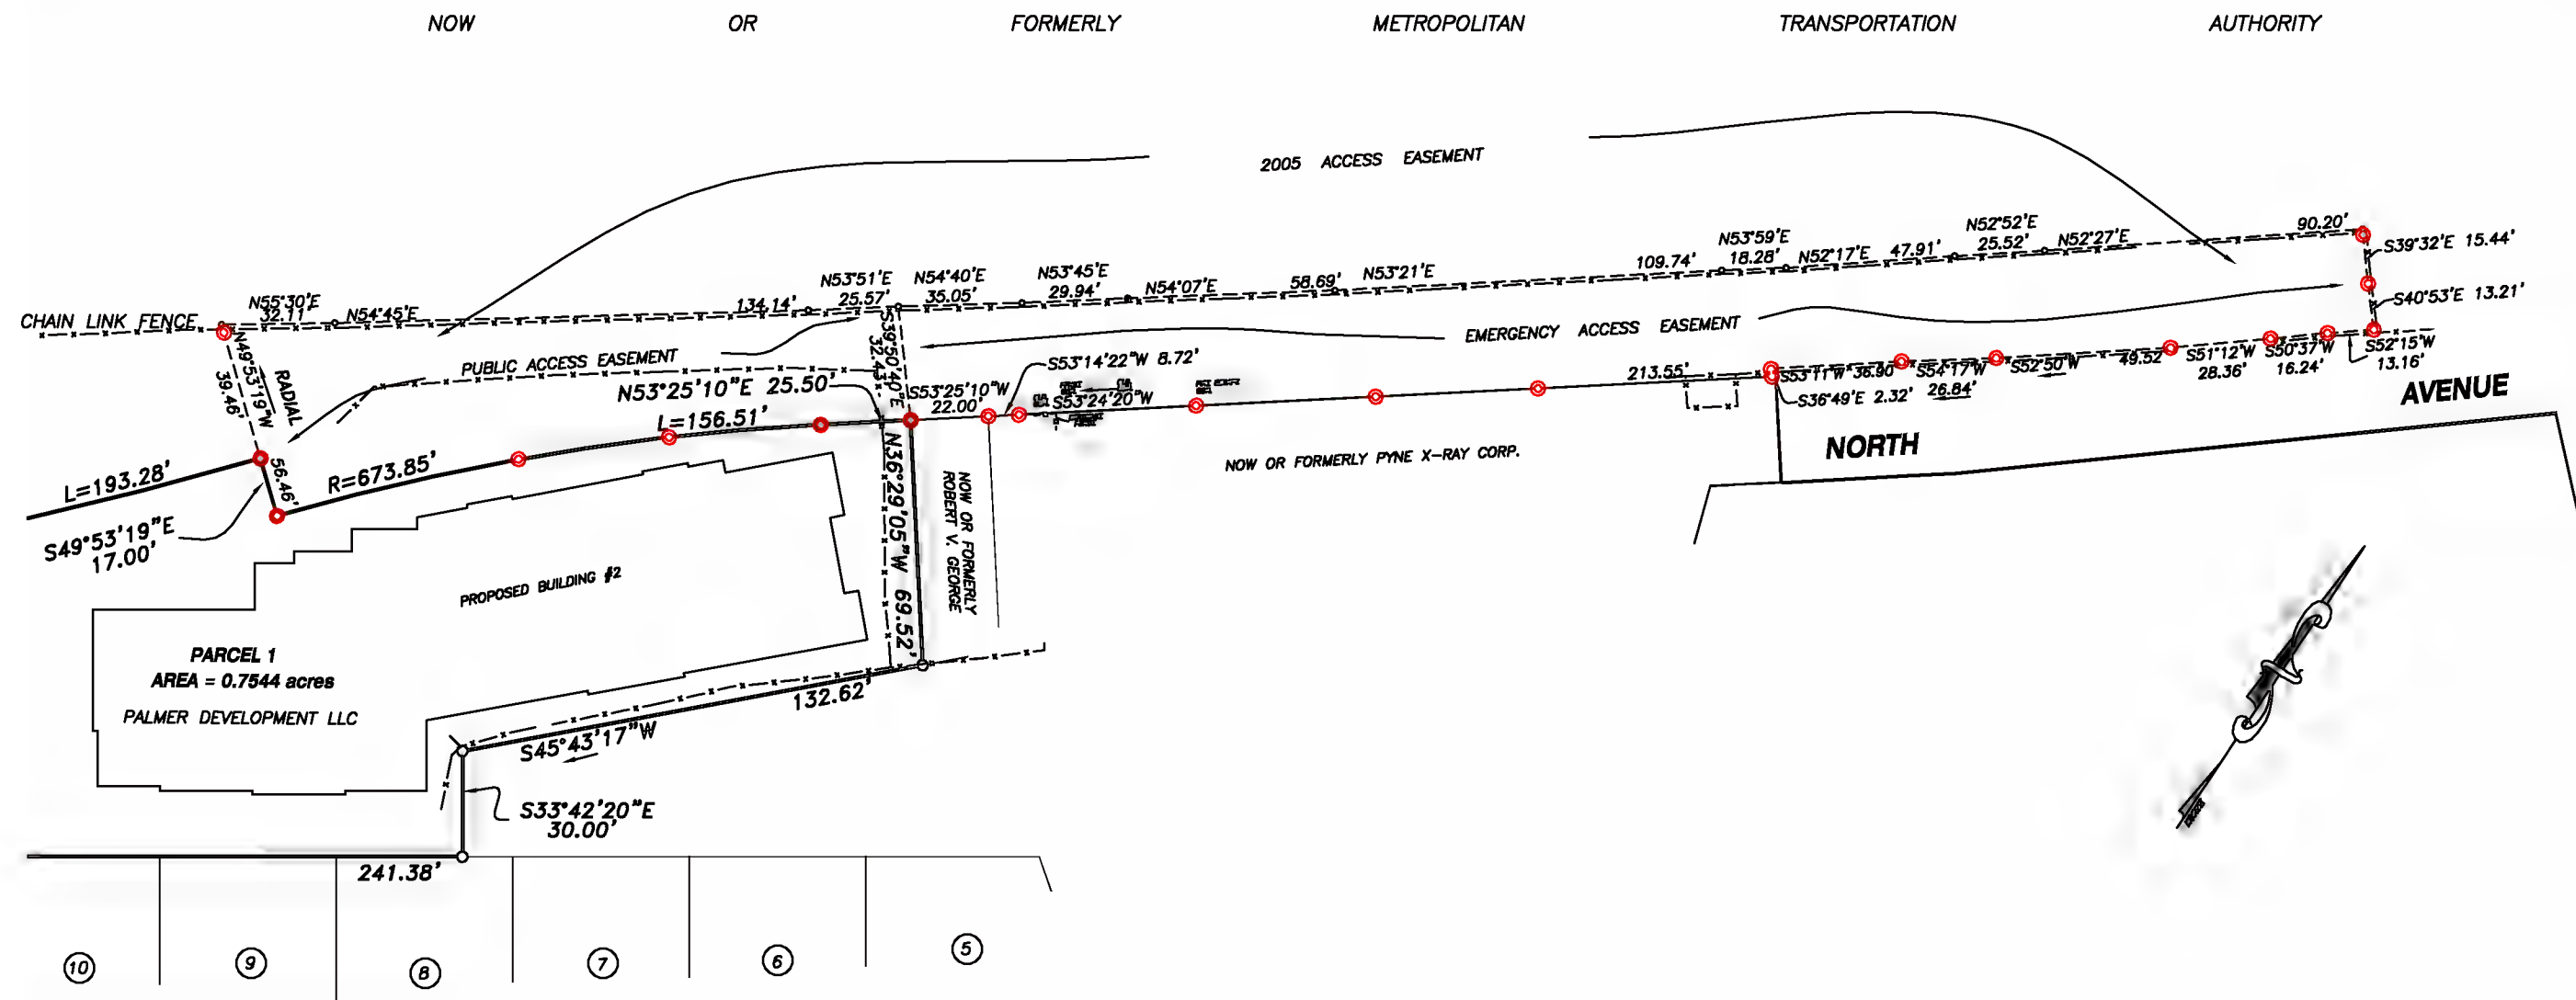 NOW OR FORMERLY METROPOLITAN TRANSPORTATION AUTHORITY
2005 ACCESS EASEMENT
CHAIN LINK FENCE
N55°30'E
32.11'
N54°45'E
134.14'
N53°51'E
25.57'
N54°40'E
35.05'
N53°45'E
29.94'
N54°07'E
58.69'
N53°21'E
109.74'
N53°59'E
18.28'
N52°17'E
47.91'
N52°52'E
25.52'
N52°27'E
90.20'
S39°32'E 15.44'
S40°53'E 13.21'
EMERGENCY ACCESS EASEMENT
PUBLIC ACCESS EASEMENT
N49°53'19"W
39.46'
RADIAL
S39°50'40"E
32.43'
N53°25'10"E 25.50'
L=156.51'
S53°25'10"W
22.00'
S53°14'22"W 8.72'
S53°24'20"W
213.55'
S53°11'W 36.90'
S36°49'E 2.32'
S54°17'W
26.84'
S52°50'W
49.52'
S51°12'W
28.36'
S50°37'W
16.24'
S52°15'W
13.16'
NORTH AVENUE
L=193.28'
56.46'
R=673.85'
S49°53'19"E
17.00'
N36°29'05"W 69.52'
NOW OR FORMERLY
ROBERT V. GEORGE
NOW OR FORMERLY PYNE X-RAY CORP.
PROPOSED BUILDING #2
PARCEL 1
AREA = 0.7544 acres
PALMER DEVELOPMENT LLC
132.62'
S45°43'17"W
S33°42'20"E
30.00'
241.38'
10
9
8
7
6
5